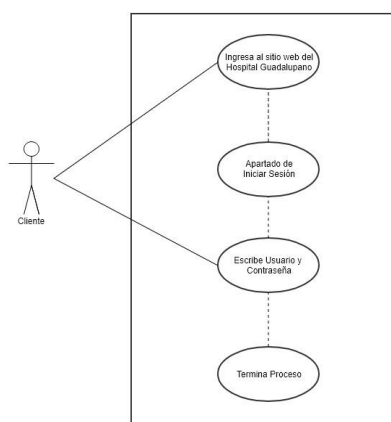 Ingresa al sitio web del
Hospital Guadalupano
Apartado de
Iniciar Sesión
Cliente
Escribe Usuario y
Contraseña
Termina Proceso